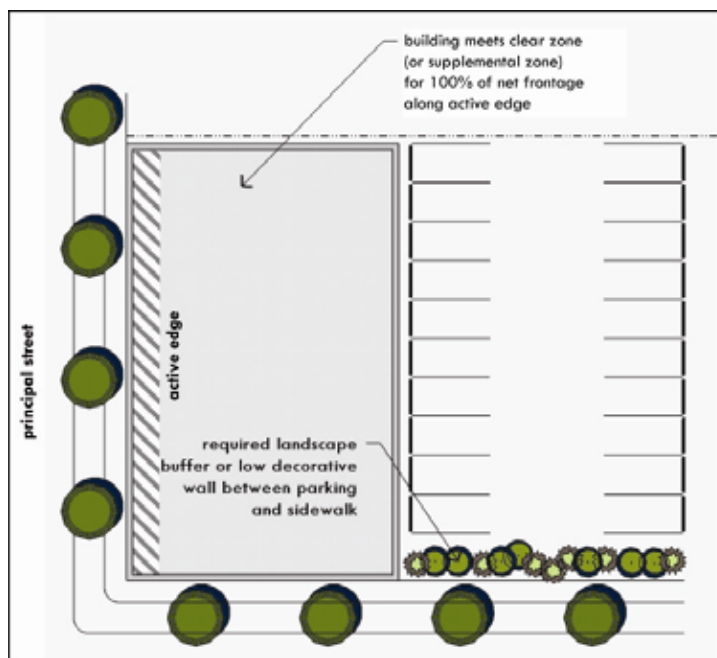 building meets clear zone
(or supplemental zone)
for 100% of net frontage
along active edge
principal street
active edge
required landscape
buffer or low decorative
wall between parking
and sidewalk